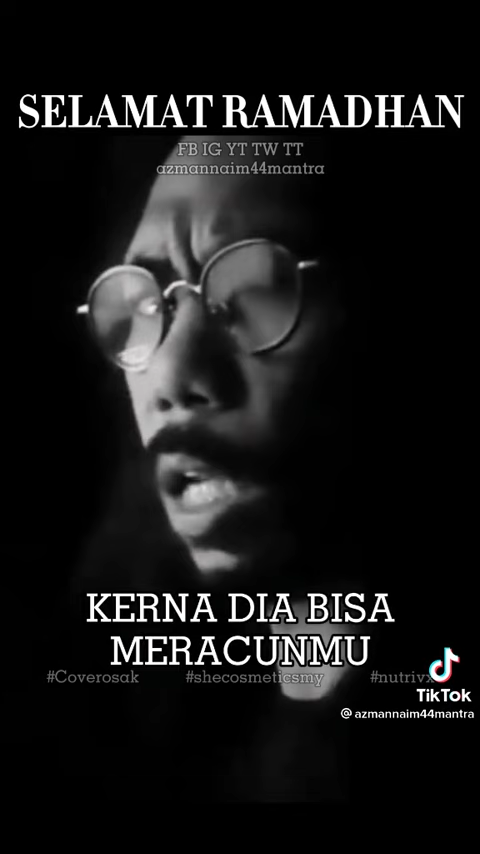 SELAMAT RAMADHAN
FB IG YT TW TT
azmannaim44mantra
KERNA DIA BISA
MERACUNMU
#Coverosak #shecosmeticsmy #nutrivx
TikTok
@azmannaim44mantra